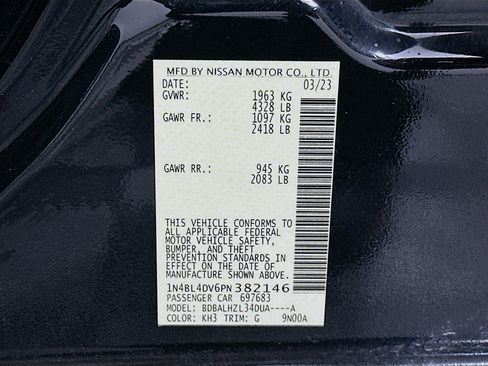 MFD BY NISSAN MOTOR CO., LTD.
DATE: 03/23
GVWR: 1963 KG
4328 LB
GAWR FR.: 1097 KG
2418 LB
GAWR RR.: 945 KG
2083 LB
THIS VEHICLE CONFORMS TO
ALL APPLICABLE FEDERAL
MOTOR VEHICLE SAFETY,
BUMPER, AND THEFT
PREVENTION STANDARDS IN
EFFECT ON THE DATE OF
MANUFACTURE SHOWN ABOVE.
1N4BL4DV6PN382146
PASSENGER CAR 697683
MODEL: BDBALHZL34DUA----A
COLOR: KH3 TRIM: G 9N00A